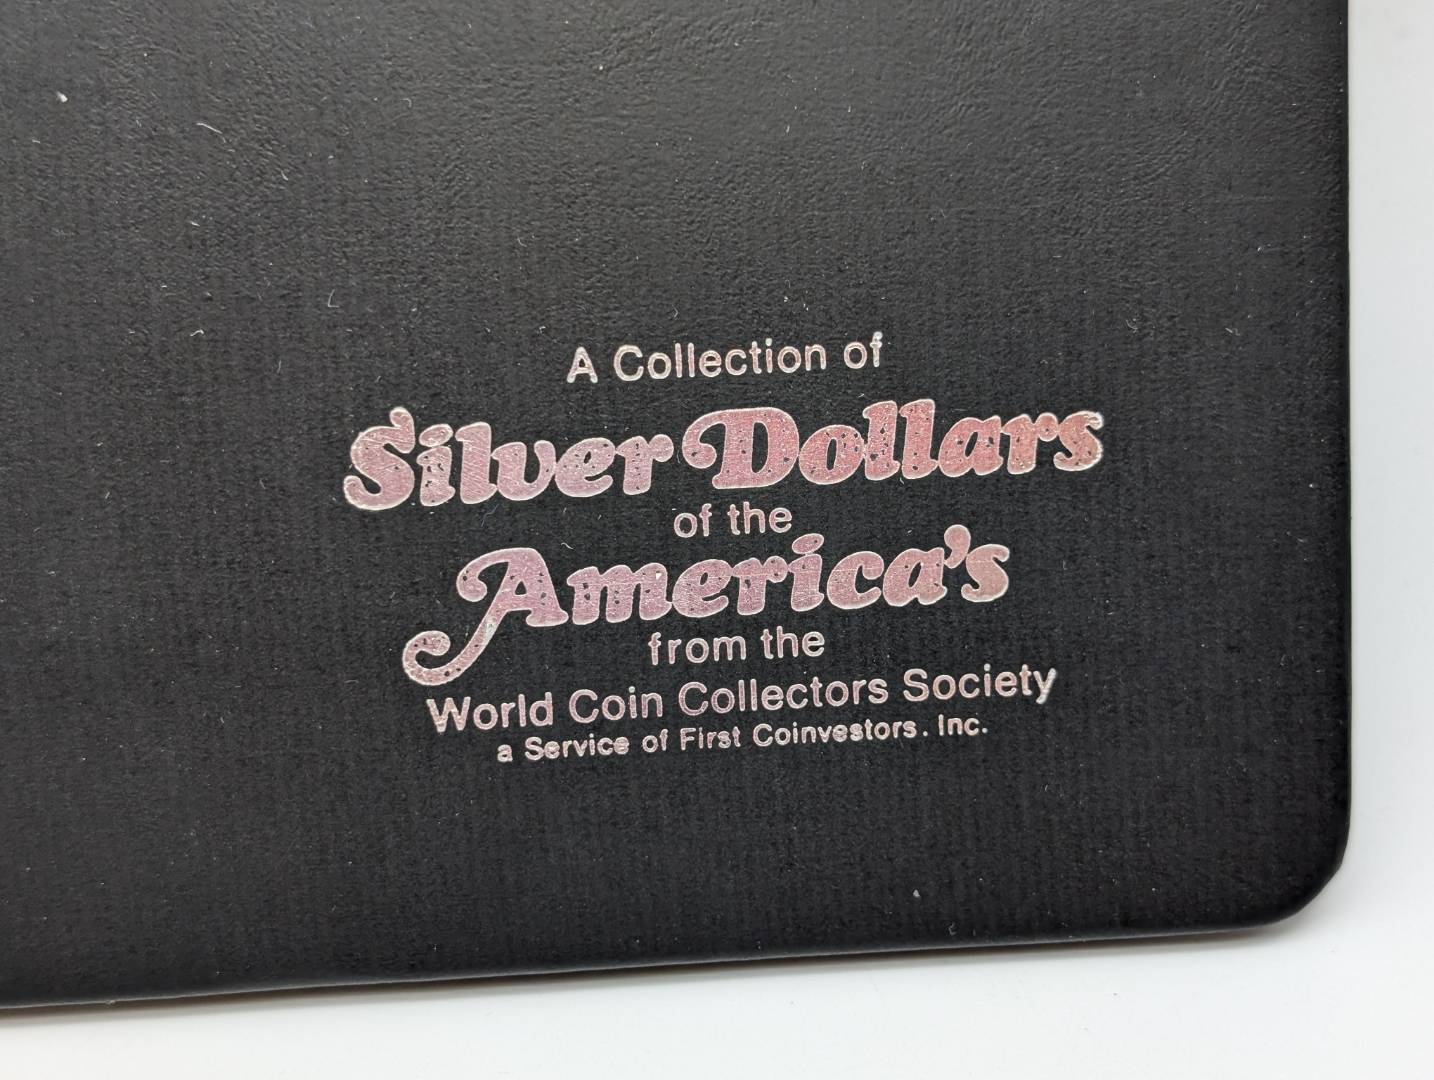 A Collection of
Silver Dollars
of the
America's
from the
World Coin Collectors Society
a Service of First Coinvestors. Inc.